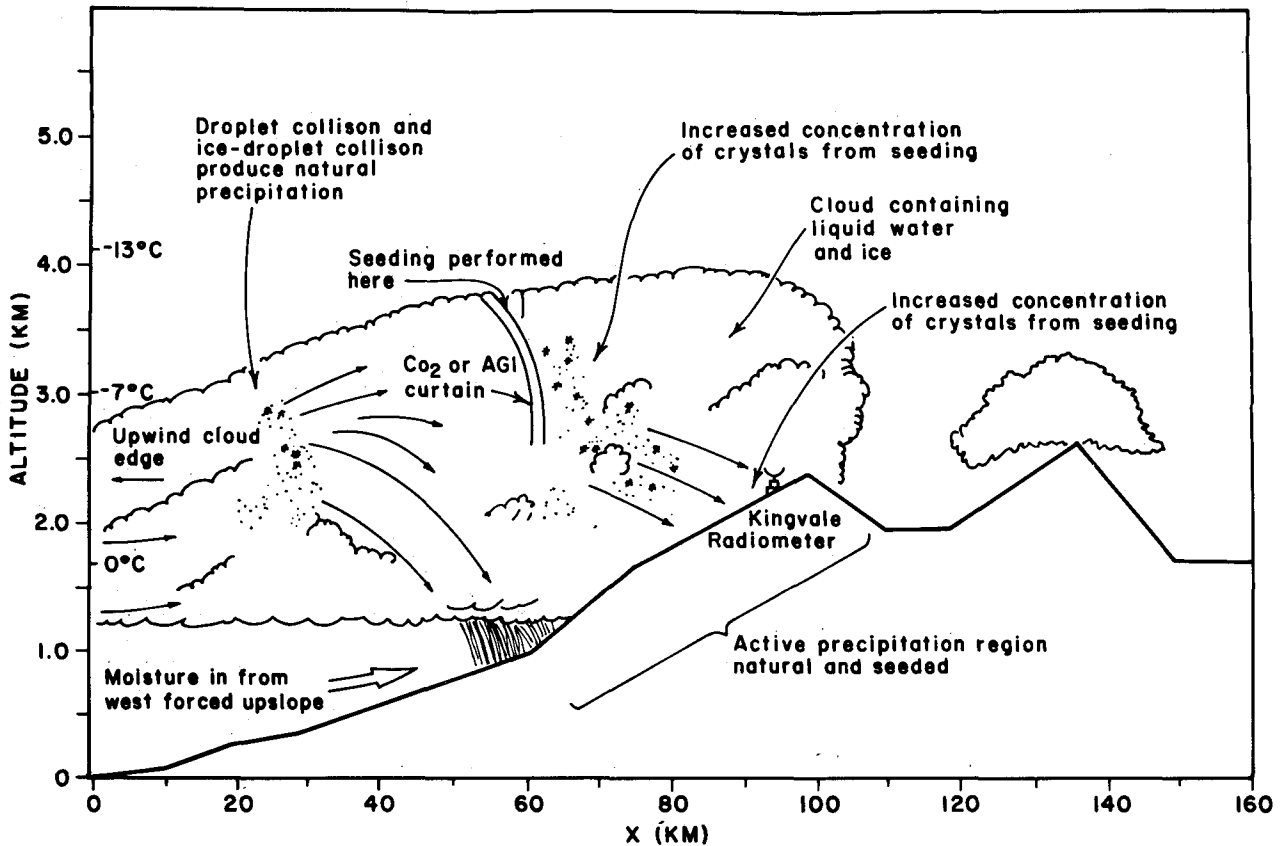 Droplet collision and
ice-droplet collision
produce natural
precipitation
Increased concentration
of crystals from seeding
Cloud containing
liquid water
and ice
Seeding performed
here
Increased concentration
of crystals from seeding
Co₂ or AGI
curtain
Upwind cloud
edge
Kingvale
Radiometer
Active precipitation region
natural and seeded
Moisture in from
west forced upslope
ALTITUDE (KM)
5.0
-13°C
4.0
-7°C
3.0
2.0
0°C
1.0
0
0 20 40 60 80 100 120 140 160
X (KM)